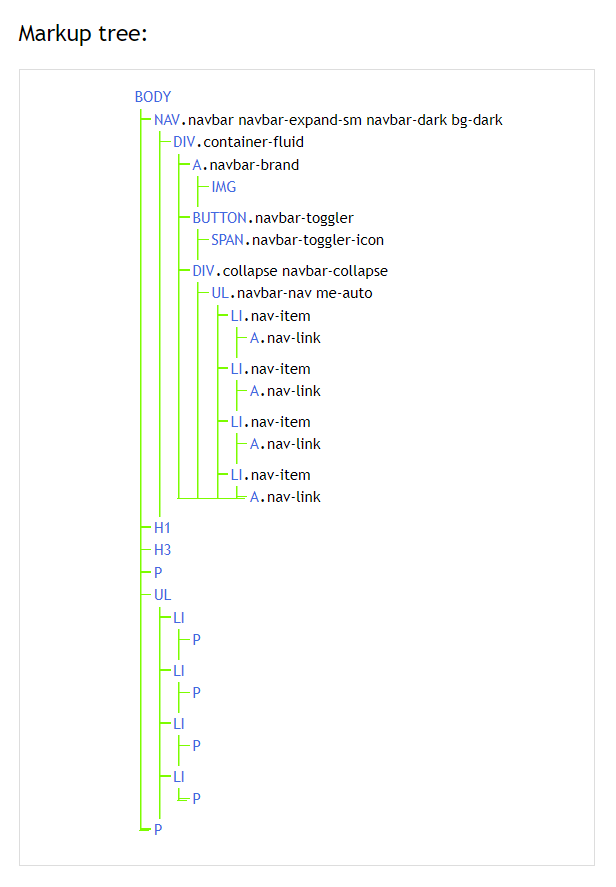 Markup tree:
BODY
NAV.navbar navbar-expand-sm navbar-dark bg-dark
DIV.container-fluid
A.navbar-brand
IMG
BUTTON.navbar-toggler
SPAN.navbar-toggler-icon
DIV.collapse navbar-collapse
UL.navbar-nav me-auto
LI.nav-item
A.nav-link
LI.nav-item
A.nav-link
LI.nav-item
A.nav-link
LI.nav-item
A.nav-link
H1
H3
P
UL
LI
P
LI
P
LI
P
LI
P
P